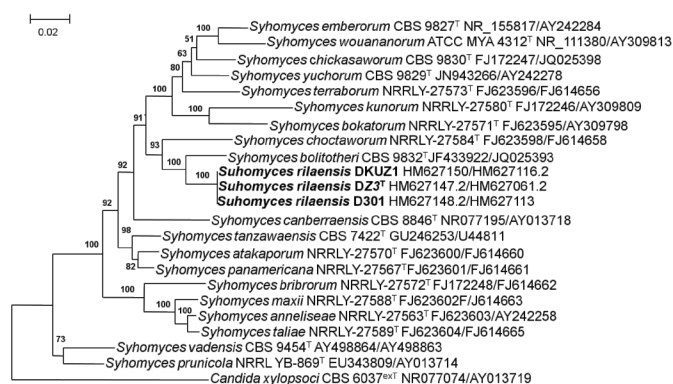 0.02
100
Syhomyces emberorum CBS 9827ᵀ NR_155817/AY242284
51
Syhomyces wouananorum ATCC MYA 4312ᵀ NR_111380/AY309813
63
Syhomyces chickasaworum CBS 9830ᵀ FJ172247/JQ025398
80
Syhomyces yuchorum CBS 9829ᵀ JN943266/AY242278
100
Syhomyces terraborum NRRLY-27573ᵀ FJ623596/FJ614656
Syhomyces kunorum NRRLY-27580ᵀ FJ172246/AY309809
100
91
Syhomyces bokatorum NRRLY-27571ᵀ FJ623595/AY309798
93
Syhomyces choctaworum NRRLY-27584ᵀ FJ623598/FJ614658
100
Syhomyces bolitotheri CBS 9832ᵀJF433922/JQ025393
92
100
Suhomyces rilaensis DKUZ1 HM627150/HM627116.2
Suhomyces rilaensis DZ3ᵀ HM627147.2/HM627061.2
Suhomyces rilaensis D301 HM627148.2/HM627113
92
Syhomyces canberraensis CBS 8846ᵀ NR077195/AY013718
98
Syhomyces tanzawaensis CBS 7422ᵀ GU246253/U44811
100
Syhomyces atakaporum NRRLY-27570ᵀ FJ623600/FJ614660
82
Syhomyces panamericana NRRLY-27567ᵀFJ623601/FJ614661
100
Syhomyces bribrorum NRRLY-27572ᵀ FJ172248/FJ614662
100
Syhomyces maxii NRRLY-27588ᵀ FJ623602F/J614663
100
Syhomyces anneliseae NRRLY-27563ᵀ FJ623603/AY242258
Syhomyces taliae NRRLY-27589ᵀ FJ623604/FJ614665
73
Syhomyces vadensis CBS 9454ᵀ AY498864/AY498863
Syhomyces prunicola NRRL YB-869ᵀ EU343809/AY013714
Candida xylopsoci CBS 6037ᵉˣᵀ NR077074/AY013719